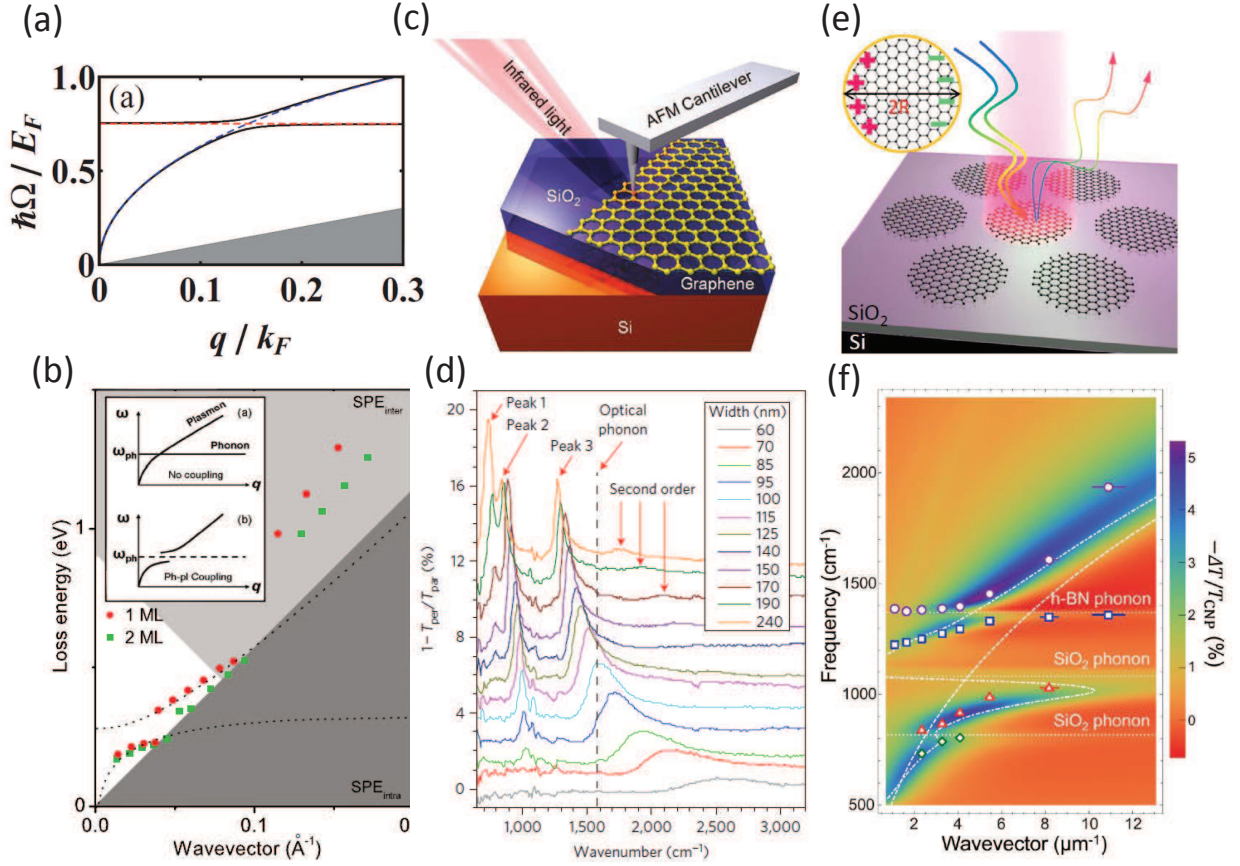 (a)
(a)
1.0
0.5
0
ħΩ / E_F
0
0.1
0.2
0.3
q / k_F
(b)
SPE_inter
ω
Plasmon
(a)
Phonon
ω_ph
No coupling
q
ω
(b)
ω_ph
Ph-pl Coupling
q
1 ML
2 ML
Loss energy (eV)
1
0
SPE_intra
0.0
0.1
0
Wavevector (Å⁻¹)
(c)
Infrared light
AFM Cantilever
SiO₂
Graphene
Si
(d)
20
16
12
8
4
0
1− T_per/T_par (%)
Peak 1
Peak 2
Peak 3
Optical
phonon
Second order
Width (nm)
60
70
85
95
100
115
125
140
150
170
190
240
1,000
1,500
2,000
2,600
3,200
Wavenumber (cm⁻¹)
(e)
2R
SiO₂
Si
(f)
2000
1500
1000
500
Frequency (cm⁻¹)
h-BN phonon
SiO₂ phonon
SiO₂ phonon
2
4
6
8
10
12
Wavevector (µm⁻¹)
5
4
3
2
1
0
−ΔT/T_CNP (%)